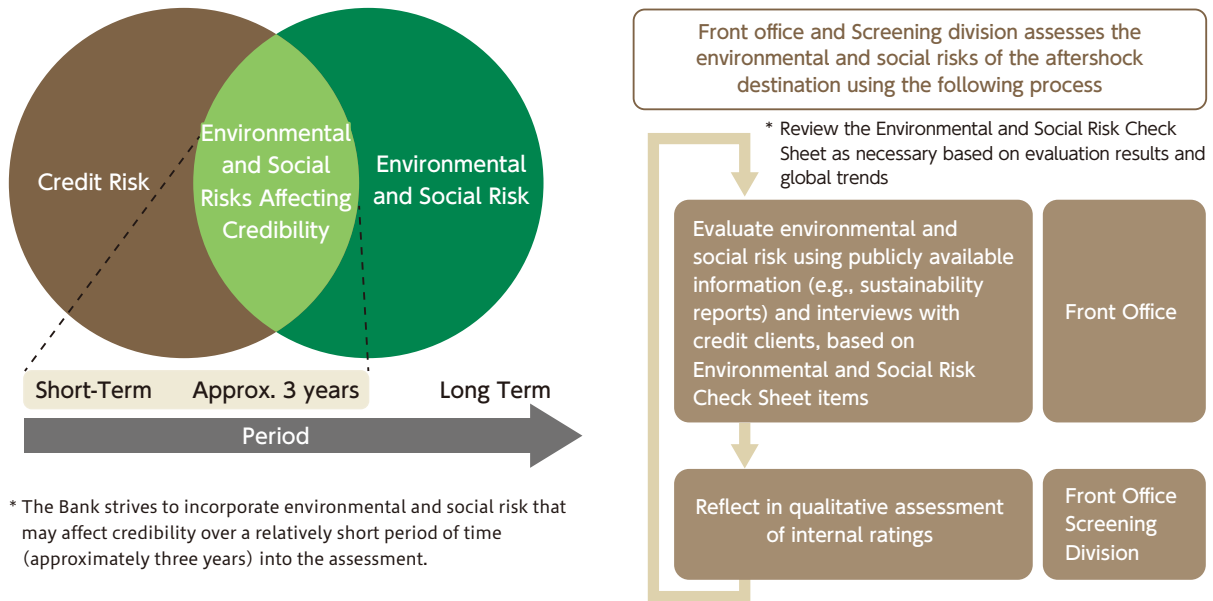 Credit Risk
Environmental
and Social
Risks Affecting
Credibility
Environmental
and Social Risk
Short-Term
Approx. 3 years
Long Term
Period
* The Bank strives to incorporate environmental and social risk that
may affect credibility over a relatively short period of time
(approximately three years) into the assessment.
Front office and Screening division assesses the
environmental and social risks of the aftershock
destination using the following process
* Review the Environmental and Social Risk Check
Sheet as necessary based on evaluation results and
global trends
Evaluate environmental and
social risk using publicly available
information (e.g., sustainability
reports) and interviews with
credit clients, based on
Environmental and Social Risk
Check Sheet items
Front Office
Reflect in qualitative assessment
of internal ratings
Front Office
Screening
Division